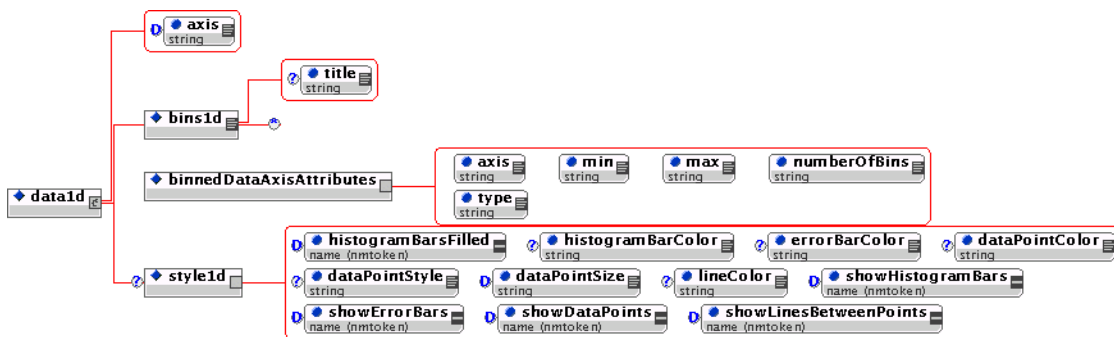 D axis
string
? title
string
bins1d
*
axis min max numberOfBins
string string string string
binnedDataAxisAttributes
type
string
data1d
D histogramBarsFilled ? histogramBarColor ? errorBarColor ? dataPointColor
name (nmtoken) string string string
? style1d
? dataPointStyle D dataPointSize ? lineColor D showHistogramBars
string string string name (nmtoken)
D showErrorBars D showDataPoints D showLinesBetweenPoints
name (nmtoken) name (nmtoken) name (nmtoken)